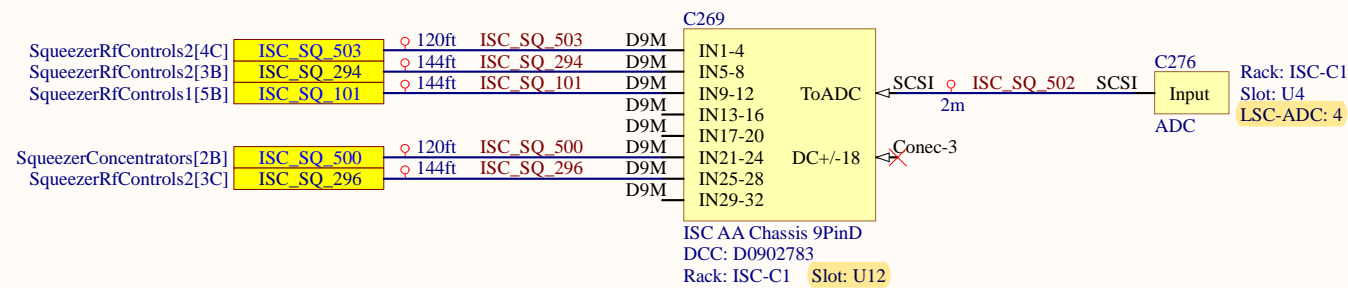 C269
SqueezerRfControls2[4C] ISC_SQ_503 120ft ISC_SQ_503 D9M IN1-4
SqueezerRfControls2[3B] ISC_SQ_294 144ft ISC_SQ_294 D9M IN5-8
SqueezerRfControls1[5B] ISC_SQ_101 144ft ISC_SQ_101 D9M IN9-12 ToADC SCSI ISC_SQ_502 SCSI Input
2m
C276
Rack: ISC-C1
Slot: U4
LSC-ADC: 4
ADC
D9M IN13-16
D9M IN17-20
SqueezerConcentrators[2B] ISC_SQ_500 120ft ISC_SQ_500 D9M IN21-24 DC+/-18 Conec-3
SqueezerRfControls2[3C] ISC_SQ_296 144ft ISC_SQ_296 D9M IN25-28
D9M IN29-32
ISC AA Chassis 9PinD
DCC: D0902783
Rack: ISC-C1 Slot: U12